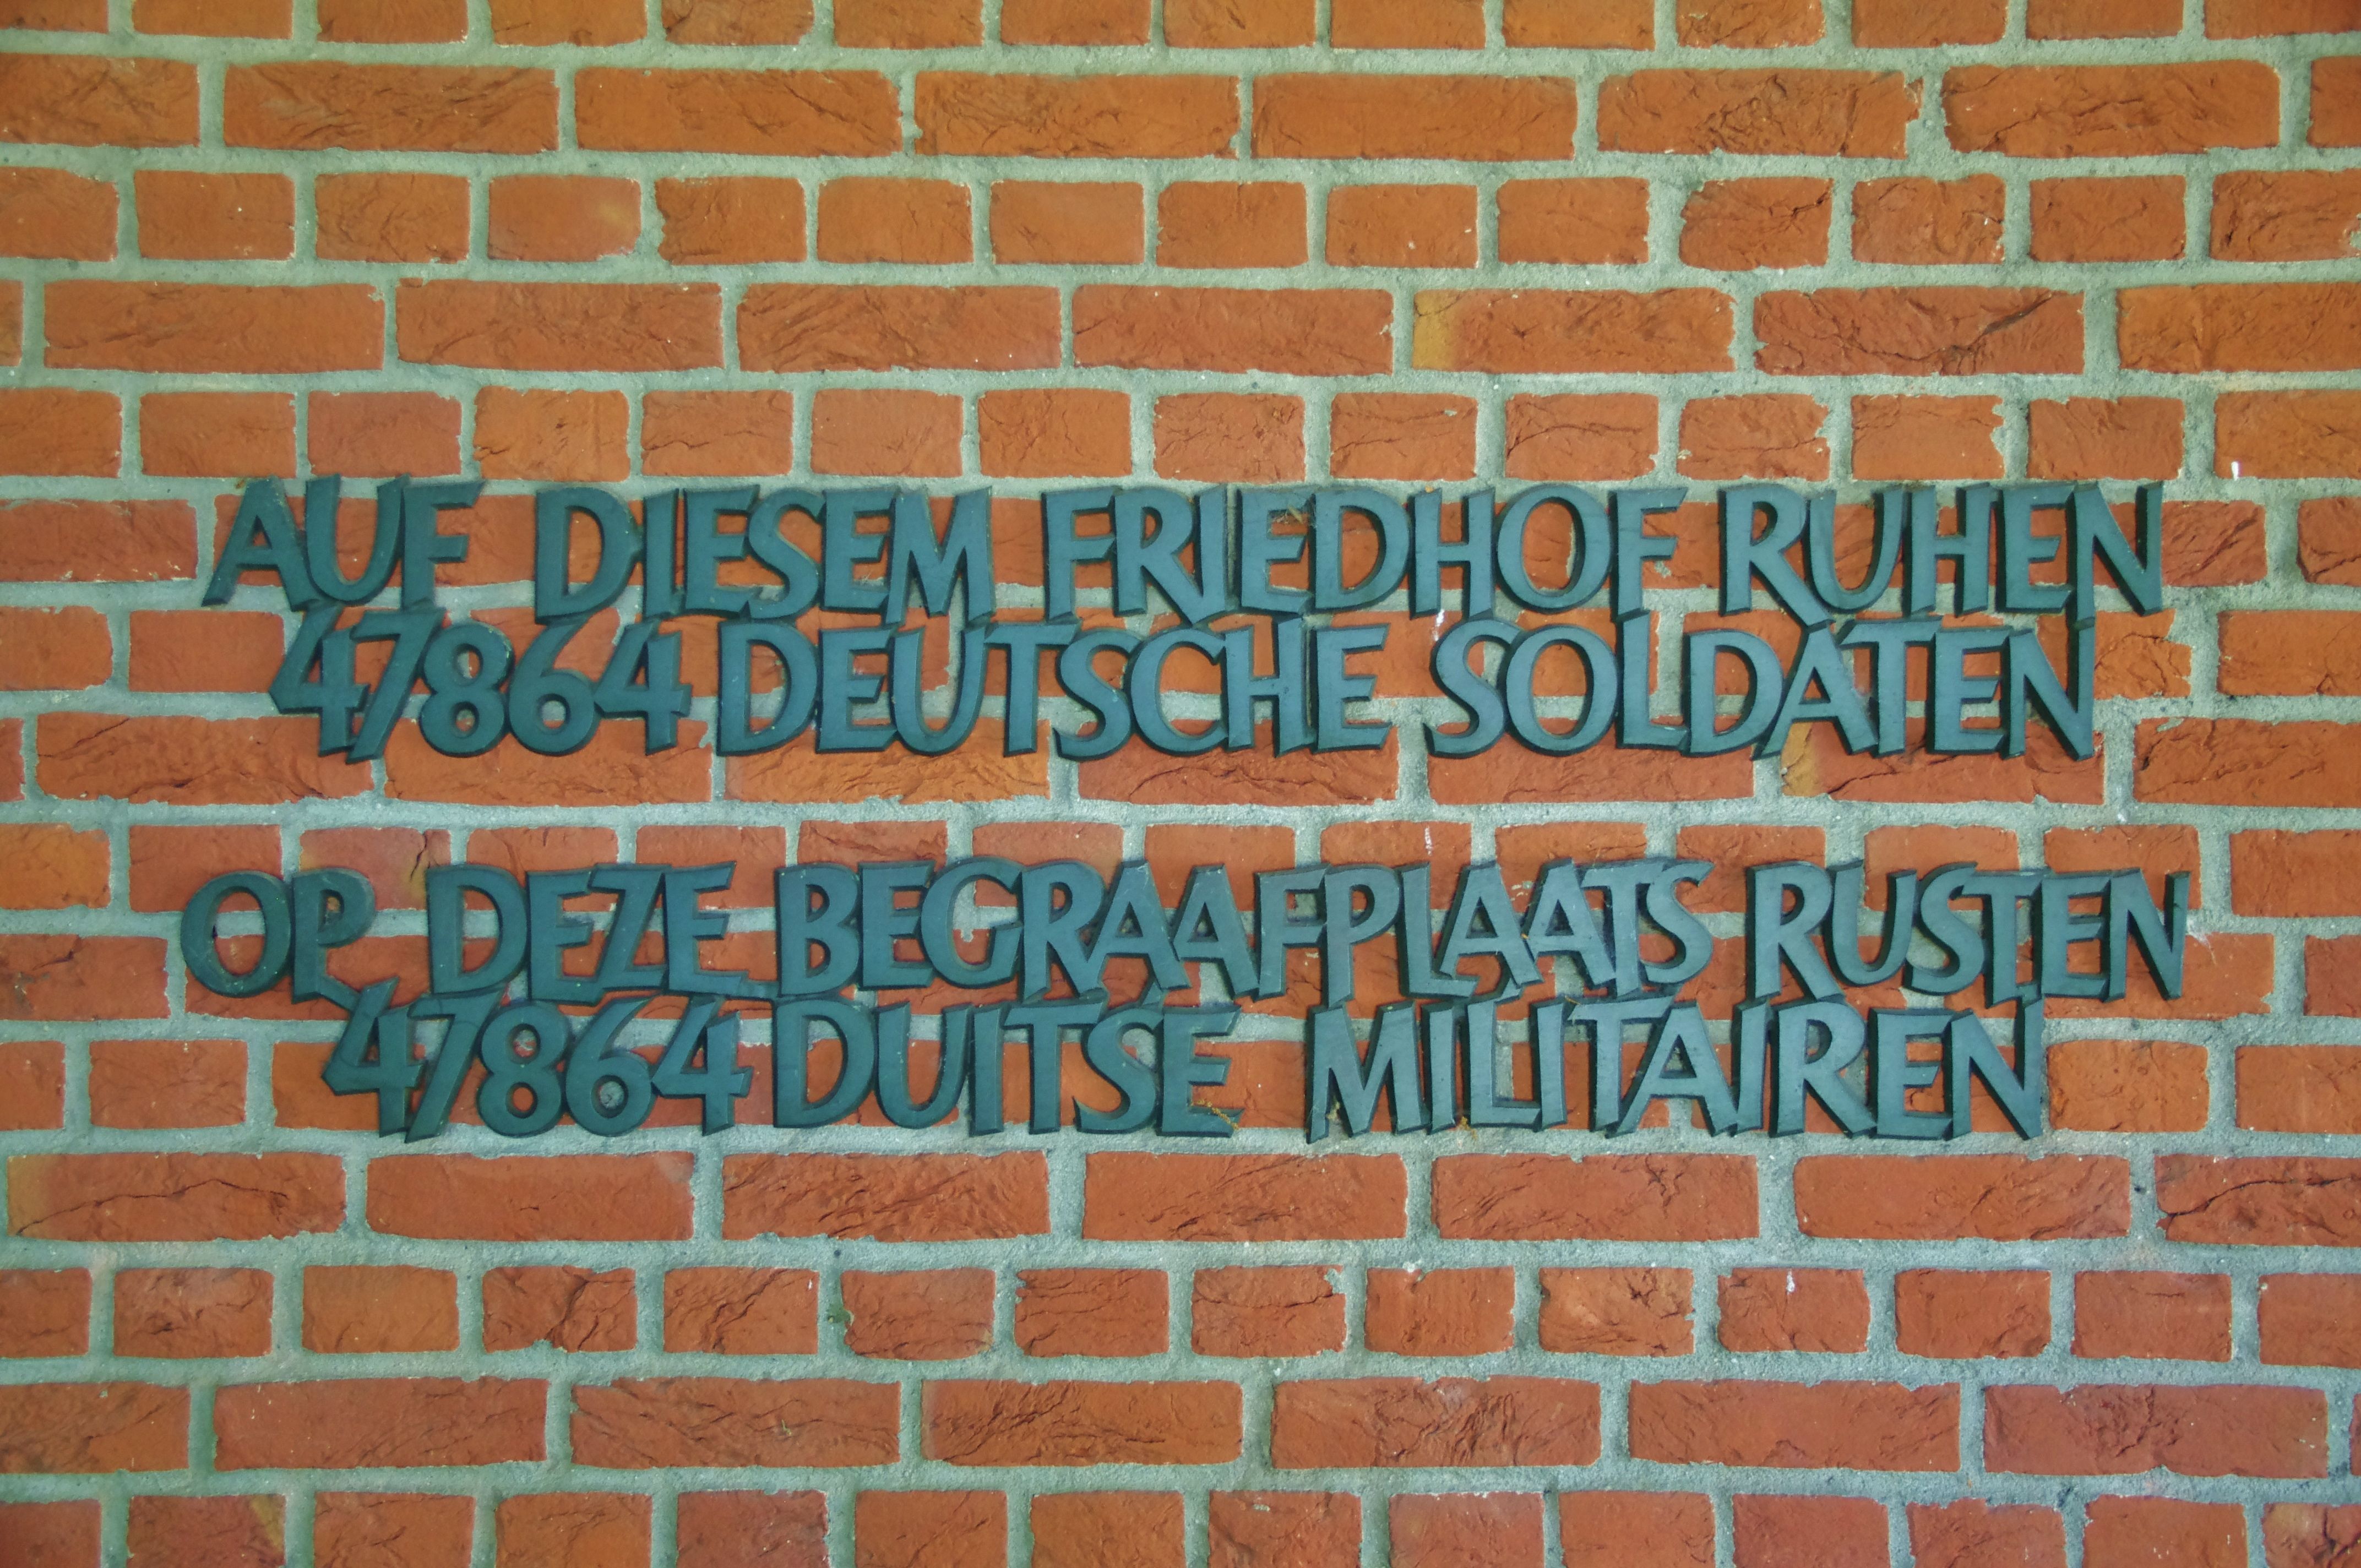 AUF DIESEM FRIEDHOF RUHEN
47864 DEUTSCHE SOLDATEN
OP DEZE BEGRAAFPLAATS RUSTEN
47864 DUITSE MILITAIREN